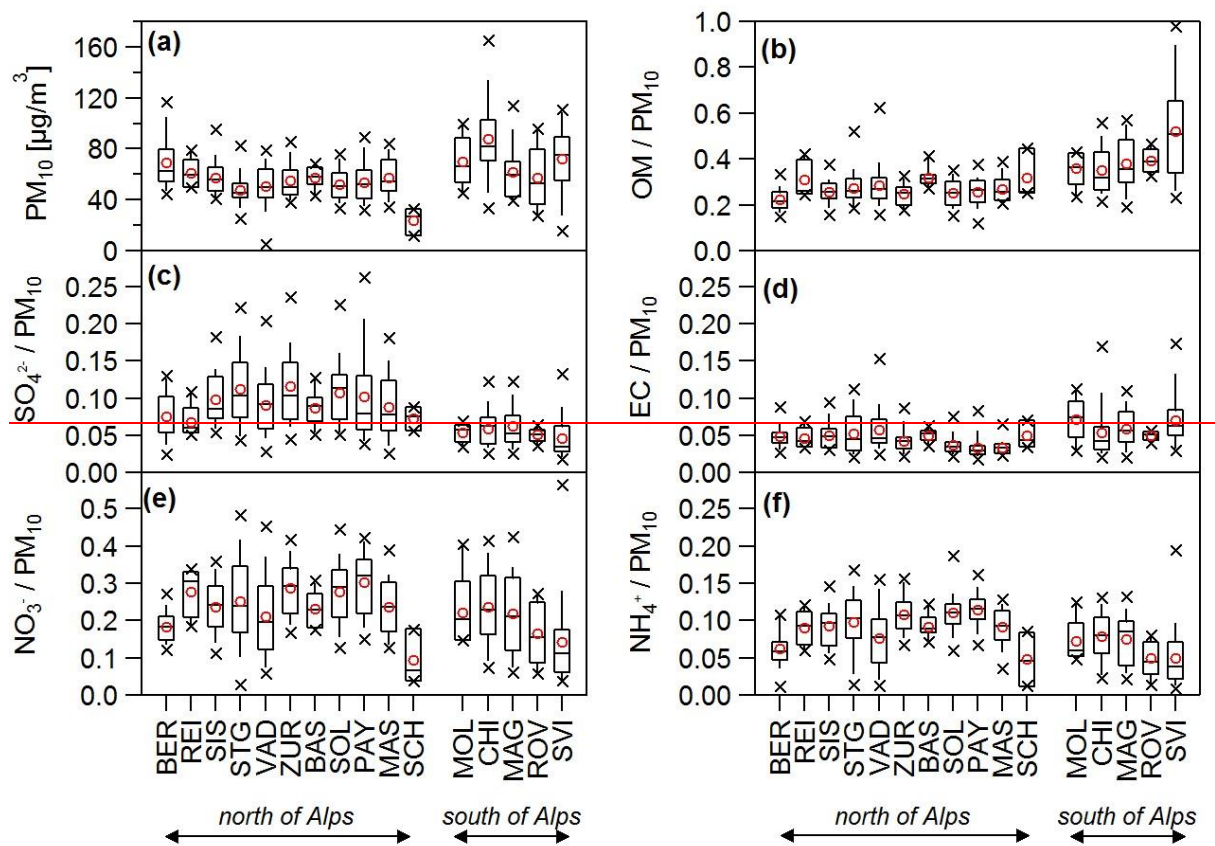 (a)
PM10 [µg/m3]
160
120
80
40
0
(b)
OM / PM10
1.0
0.8
0.6
0.4
0.2
0.0
(c)
SO42- / PM10
0.25
0.20
0.15
0.10
0.05
0.00
(d)
EC / PM10
0.25
0.20
0.15
0.10
0.05
0.00
(e)
NO3- / PM10
0.5
0.4
0.3
0.2
0.1
0.0
(f)
NH4+ / PM10
0.25
0.20
0.15
0.10
0.05
0.00
BER REI SIS STG VAD ZUR BAS SOL PAY MAS SCH MOL CHI MAG ROV SVI
north of Alps south of Alps
BER REI SIS STG VAD ZUR BAS SOL PAY MAS SCH MOL CHI MAG ROV SVI
north of Alps south of Alps